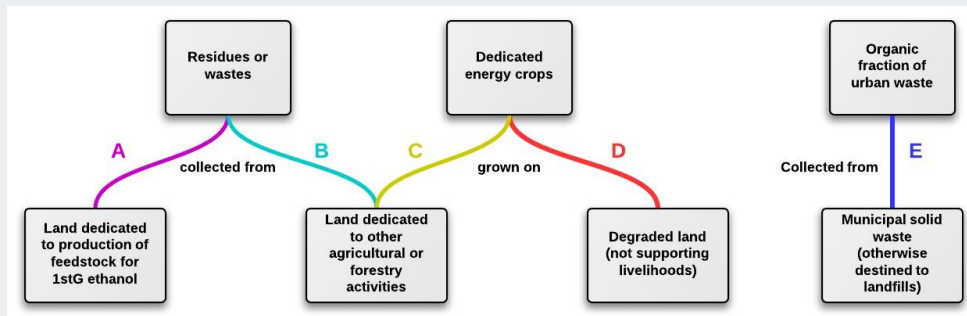 Residues or
wastes
Dedicated
energy crops
Organic
fraction of
urban waste
A
B
C
D
E
collected from
grown on
Collected from
Land dedicated
to production of
feedstock for
1stG ethanol
Land dedicated
to other
agricultural or
forestry
activities
Degraded land
(not supporting
livelihoods)
Municipal solid
waste
(otherwise
destined to
landfills)